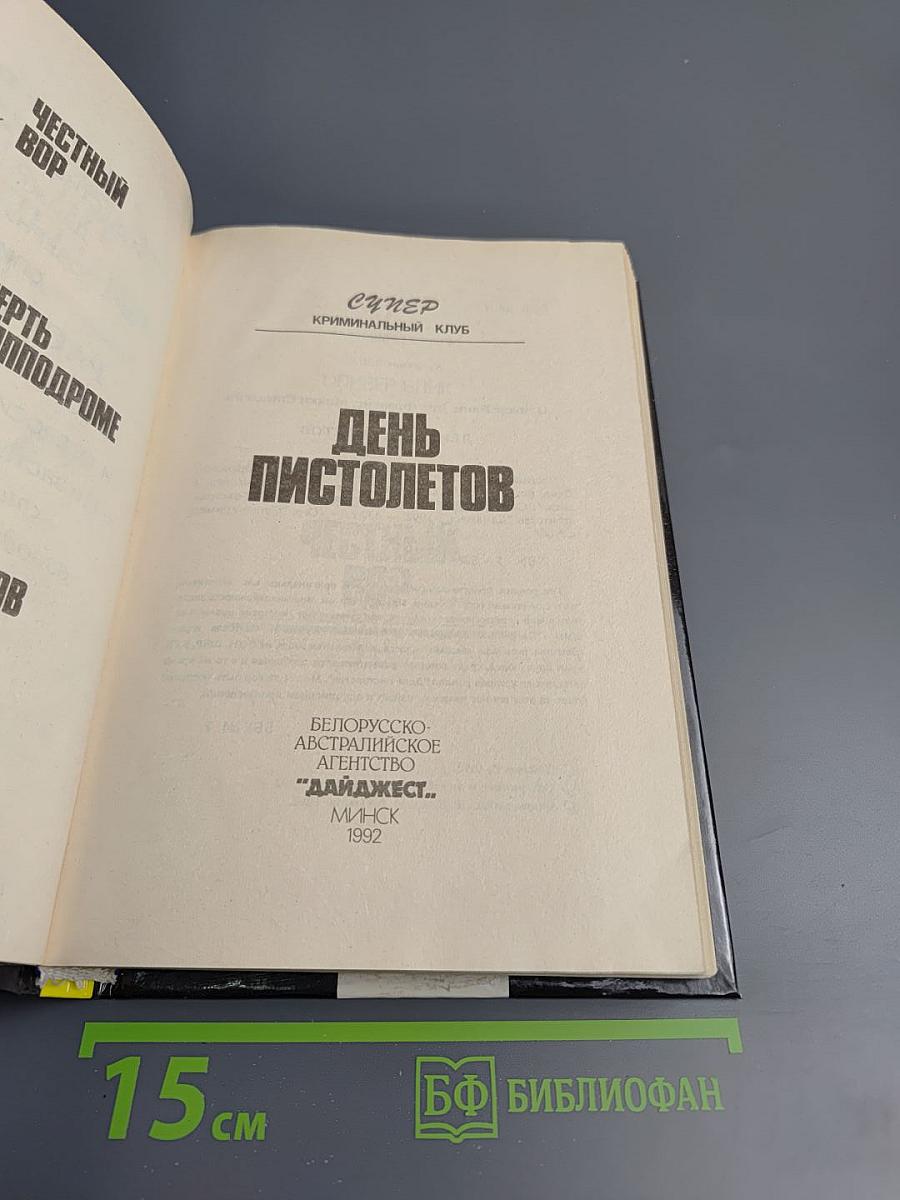 ЧЕСТНЫЙ
ВОР
ЕРТЬ
ИППОДРОМЕ
ОВ
СУПЕР
КРИМИНАЛЬНЫЙ КЛУБ
ДЕНЬ
ПИСТОЛЕТОВ
БЕЛОРУССКО-
АВСТРАЛИЙСКОЕ
АГЕНТСТВО
"ДАЙДЖЕСТ„
МИНСК
1992
15 см
БФ БИБЛИОФАН